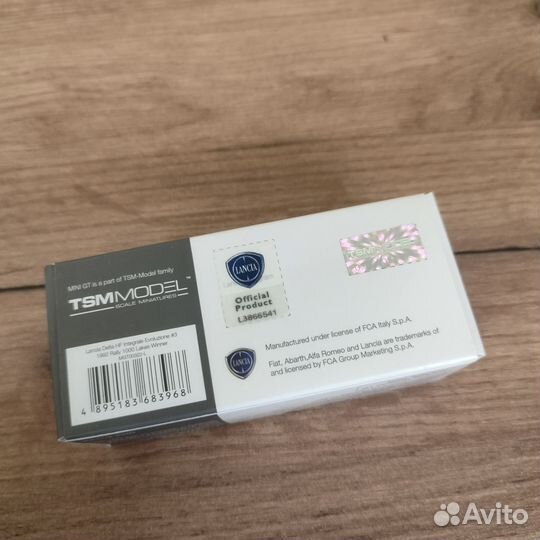 MINI GT is a part of TSM-Model family
TSMMODEL™
SCALE MINIATURES
Lancia Delta HF Integrale Evoluzione #3
1992 Rally 1000 Lakes Winner
4 895183 683968
LANCIA
Official
Product
L3866541
TSMMODEL
Manufactured under license of FCA Italy S.p.A.
LANCIA
Fiat, Abarth,Alfa Romeo and Lancia are trademarks of
and licensed by FCA Group Marketing S.p.A.
Avito